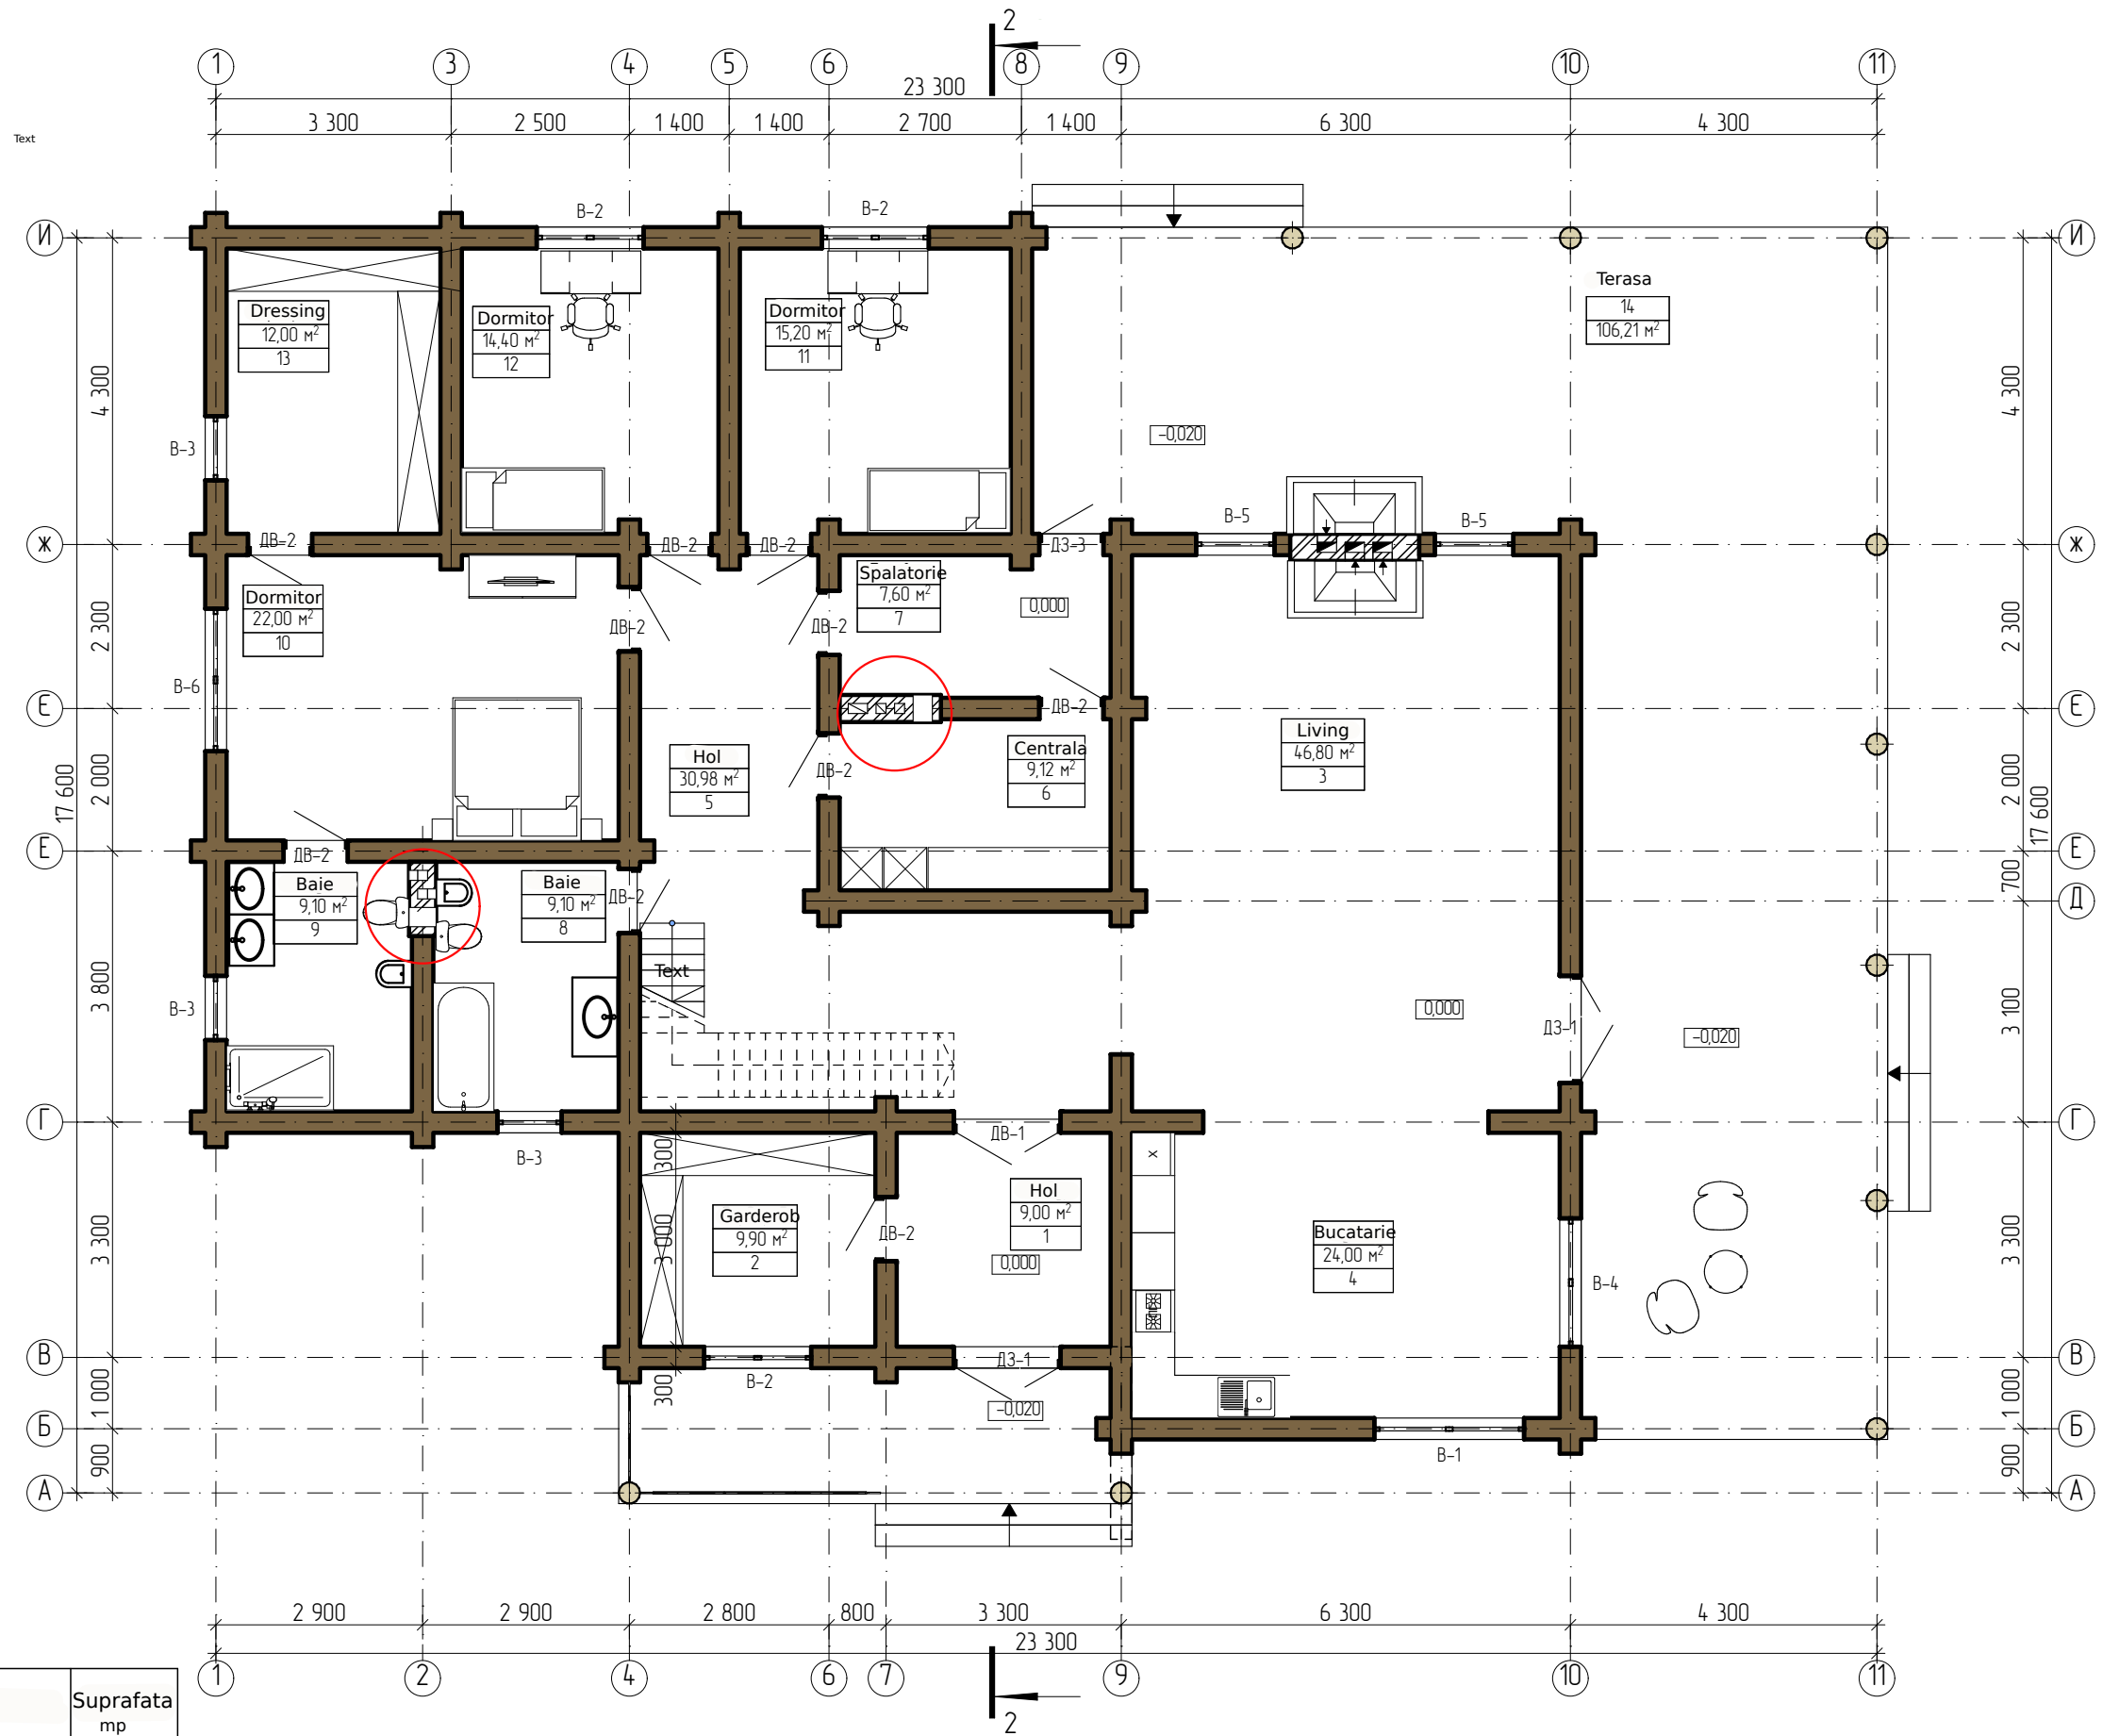 2
1 3 4 5 6 8 9 10 11
23 300
3 300 2 500 1 400 1 400 2 700 1 400 6 300 4 300
Text
В-2 В-2
И И
Terasa
14
106,21 м²
Dressing
12,00 м²
13
Dormitor
14,40 м²
12
Dormitor
15,20 м²
11
4 300 4 300
-0,020
В-3
В-5 В-5
Ж ДВ-2 ДВ-2 ДВ-2 ДЗ-3 Ж
Dormitor
22,00 м²
10
Spalatorie
7,60 м²
7
0,000
2 300 ДВ-2 ДВ-2 2 300
В-6
Е ДВ-2 Е
Living
46,80 м²
3
Hol
30,98 м²
5
Centrala
9,12 м²
6
ДВ-2
17 600 2 000 2 000 17 600
Е ДВ-2 Е
Baie
9,10 м²
9
Baie
9,10 м²
8
ДВ-2
700
Д
Text
3 800 3 100
В-3
0,000
ДЗ-1
-0,020
Г ДВ-1 Г
В-3
300
x
Hol
9,00 м²
1
Garderob
9,90 м²
2
3 000
ДВ-2
Bucatarie
24,00 м²
4
3 300 3 300
0,000
В-4
В ДЗ-1 В
В-2
300
1 000 1 000
-0,020
Б Б
В-1
900 900
А А
2 900 2 900 2 800 800 3 300 6 300 4 300
23 300
1 2 4 6 7 9 10 11
2
Suprafata
mp